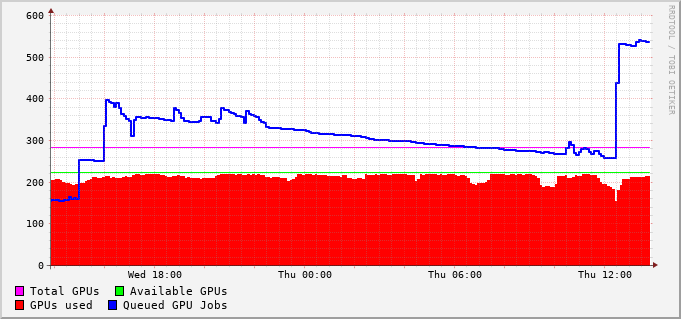 600
500
400
300
200
100
0
Wed 18:00 Thu 00:00 Thu 06:00 Thu 12:00
Total GPUs Available GPUs
GPUs used Queued GPU Jobs
RRDTOOL / TOBI OETIKER